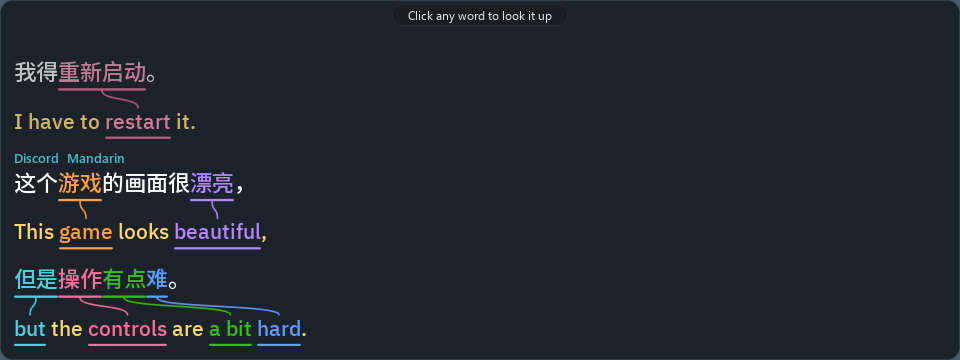 Click any word to look it up
我得重新启动。
I have to restart it.
Discord Mandarin
这个游戏的画面很漂亮，
This game looks beautiful,
但是操作有点难。
but the controls are a bit hard.